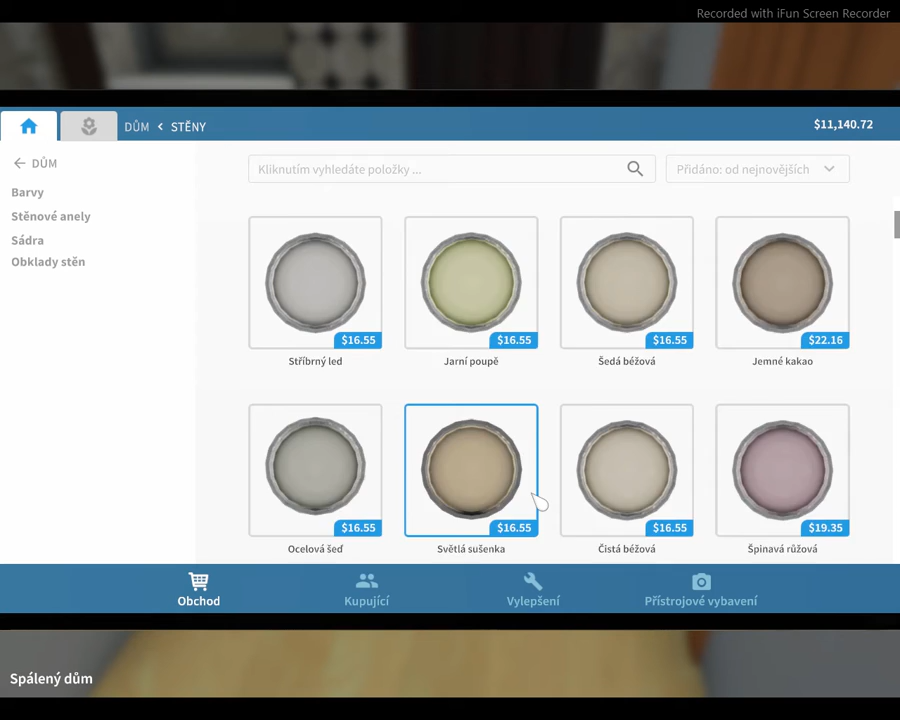 Recorded with iFun Screen Recorder
DŮM < STĚNY
$11,140.72
DŮM
Kliknutím vyhledáte položky ...
Přidáno: od nejnovějších
Barvy
Stěnové anely
Sádra
Obklady stěn
$16.55
$16.55
$16.55
$22.16
Stříbrný led
Jarní poupě
Šedá béžová
Jemné kakao
$16.55
$16.55
$16.55
$19.35
Ocelová šeď
Světlá sušenka
Čistá béžová
Špinavá růžová
Obchod
Kupující
Vylepšení
Přístrojové vybavení
Spálený dům